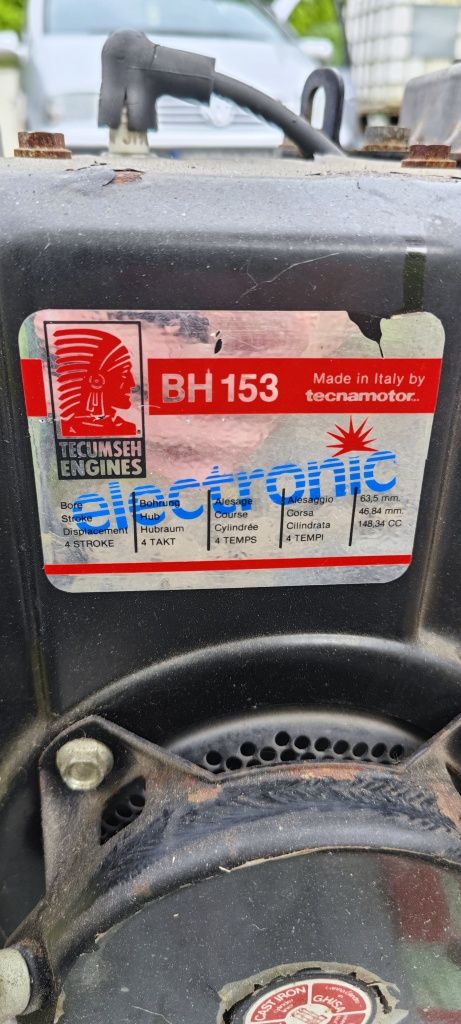 BH 153
Made in Italy by
tecnamotor
TECUMSEH
ENGINES
electronic
Bore Bohrung Alesage Alesaggio 63,5 mm.
Stroke Hub Course Corsa 46,84 mm.
Displacement Hubraum Cylindrée Cilindrata 148,34 CC
4 STROKE 4 TAKT 4 TEMPS 4 TEMPI
CAST IRON
GHISA